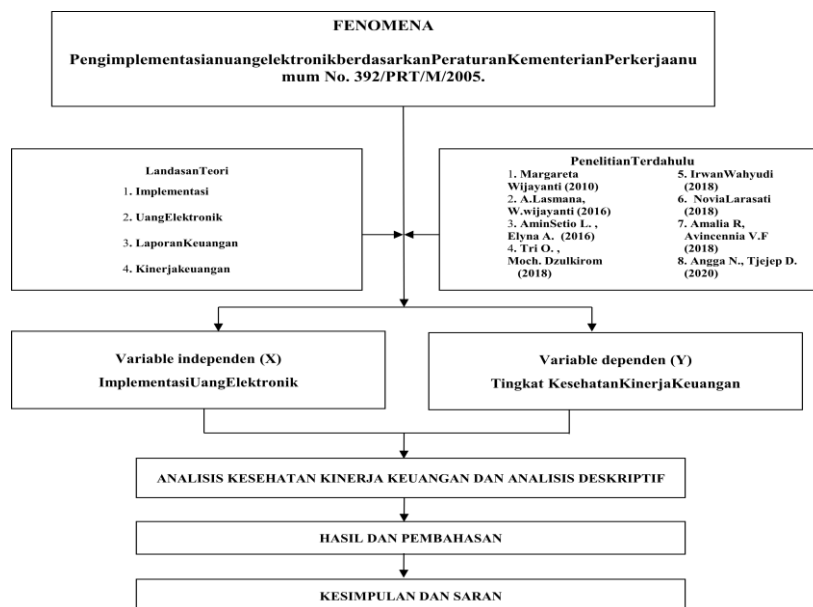 FENOMENA
PengimplementasianuangelektronikberdasarkanPeraturanKementerianPerkerjaanu
mum No. 392/PRT/M/2005.
LandasanTeori
1. Implementasi
2. UangElektronik
3. LaporanKeuangan
4. Kinerjakeuangan
PenelitianTerdahulu
1. Margareta
Wijayanti (2010)
2. A.Lasmana,
W.wijayanti (2016)
3. AminSetio L. ,
Elyna A. (2016)
4. Tri O. ,
Moch. Dzulkirom
(2018)
5. IrwanWahyudi
(2018)
6. NoviaLarasati
(2018)
7. Amalia R,
Avincennia V.F
(2018)
8. Angga N., Tjejep D.
(2020)
Variable independen (X)
ImplementasiUangElektronik
Variable dependen (Y)
Tingkat KesehatanKinerjaKeuangan
ANALISIS KESEHATAN KINERJA KEUANGAN DAN ANALISIS DESKRIPTIF
HASIL DAN PEMBAHASAN
KESIMPULAN DAN SARAN